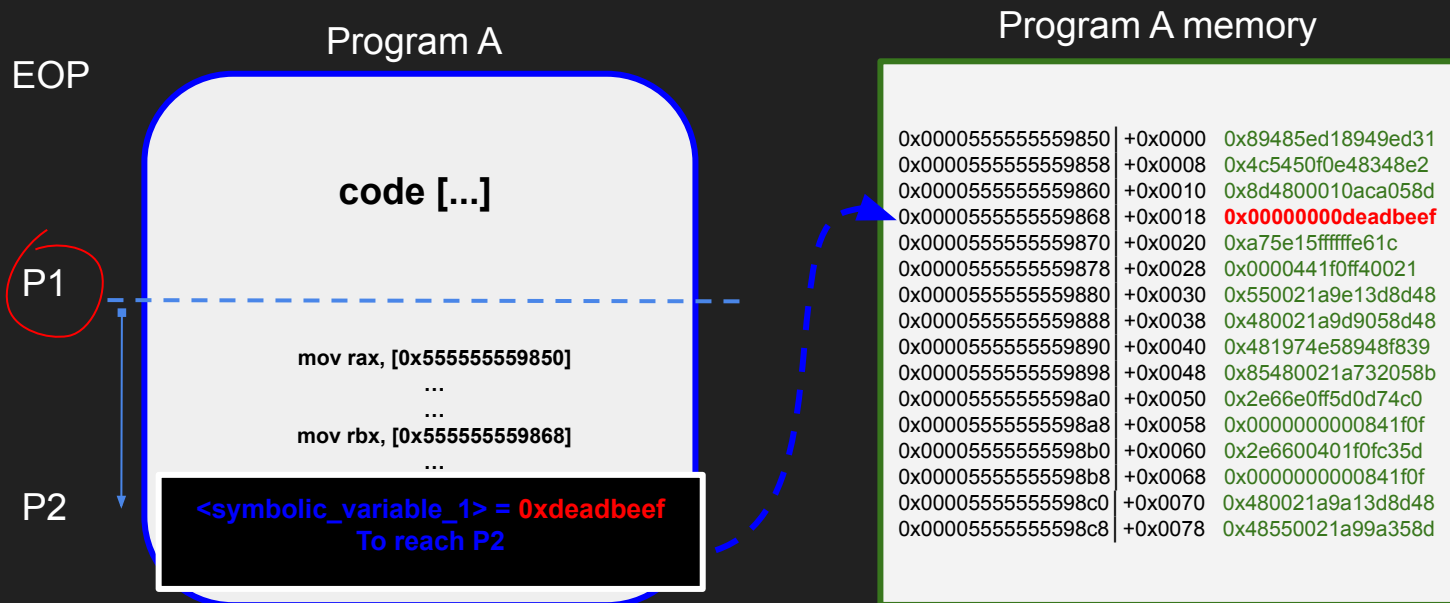 Program A
EOP
code [...]
P1
mov rax, [0x555555559850]
...
...
mov rbx, [0x555555559868]
...
P2
<symbolic_variable_1> = 0xdeadbeef
To reach P2
Program A memory
0x0000555555559850| +0x0000 0x89485ed18949ed31
0x0000555555559858| +0x0008 0x4c5450f0e48348e2
0x0000555555559860| +0x0010 0x8d4800010aca058d
0x0000555555559868| +0x0018 0x00000000deadbeef
0x0000555555559870| +0x0020 0xa75e15ffffffe61c
0x0000555555559878| +0x0028 0x0000441f0ff40021
0x0000555555559880| +0x0030 0x550021a9e13d8d48
0x0000555555559888| +0x0038 0x480021a9d9058d48
0x0000555555559890| +0x0040 0x481974e58948f839
0x0000555555559898| +0x0048 0x85480021a732058b
0x00005555555598a0| +0x0050 0x2e66e0ff5d0d74c0
0x00005555555598a8| +0x0058 0x0000000000841f0f
0x00005555555598b0| +0x0060 0x2e6600401f0fc35d
0x00005555555598b8| +0x0068 0x00000000000841f0f
0x00005555555598c0| +0x0070 0x480021a9a13d8d48
0x00005555555598c8| +0x0078 0x48550021a99a358d